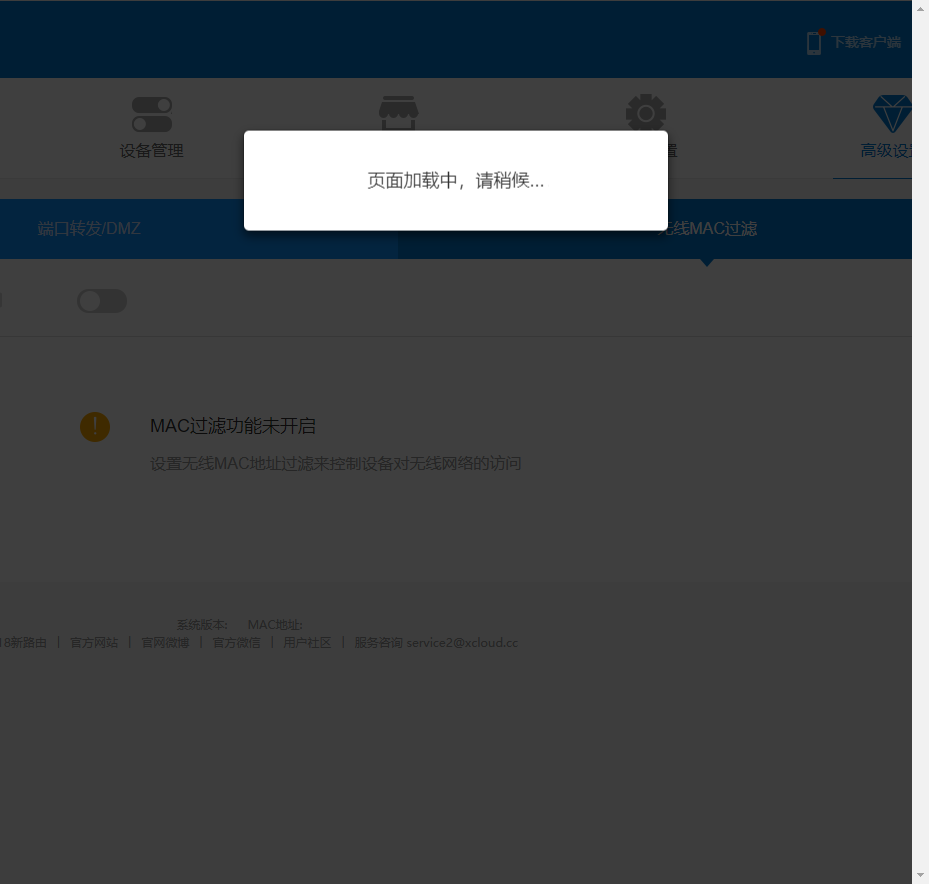 下载客户端
设备管理
置
高级设
页面加载中，请稍候...
端口转发/DMZ
无线MAC过滤
MAC过滤功能未开启
设置无线MAC地址过滤来控制设备对无线网络的访问
系统版本: MAC地址:
18新路由 | 官方网站 | 官网微博 | 官方微信 | 用户社区 | 服务咨询 service2@xcloud.cc